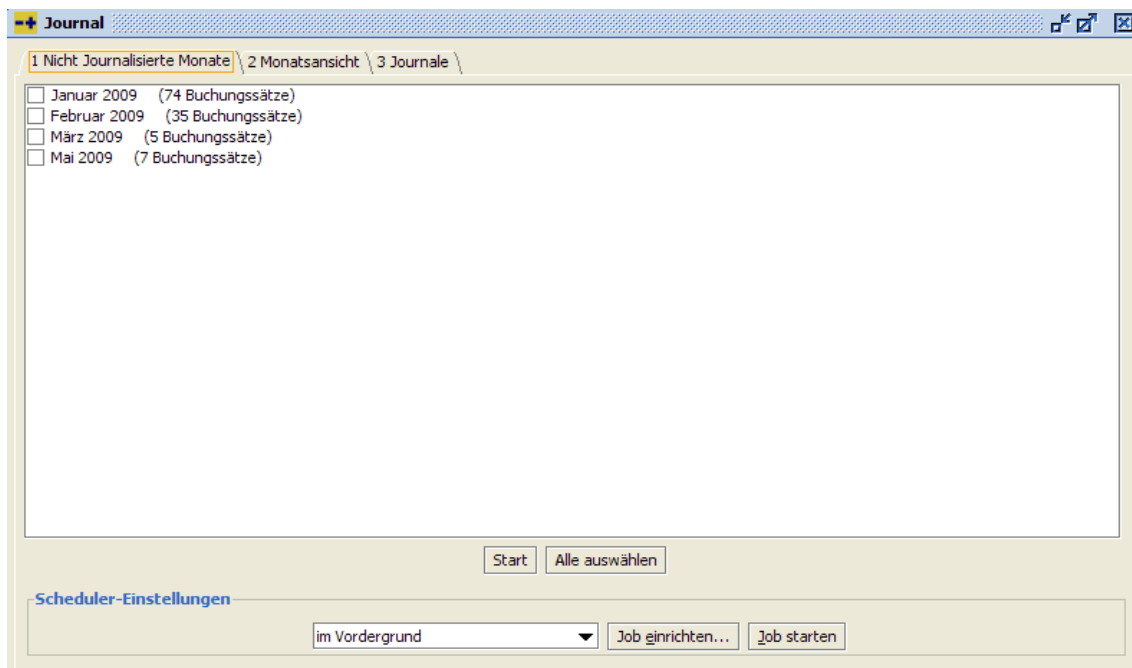 Journal
1 Nicht Journalisierte Monate 2 Monatsansicht 3 Journale
Januar 2009 (74 Buchungssätze)
Februar 2009 (35 Buchungssätze)
März 2009 (5 Buchungssätze)
Mai 2009 (7 Buchungssätze)
Start Alle auswählen
Scheduler-Einstellungen
im Vordergrund Job einrichten... Job starten